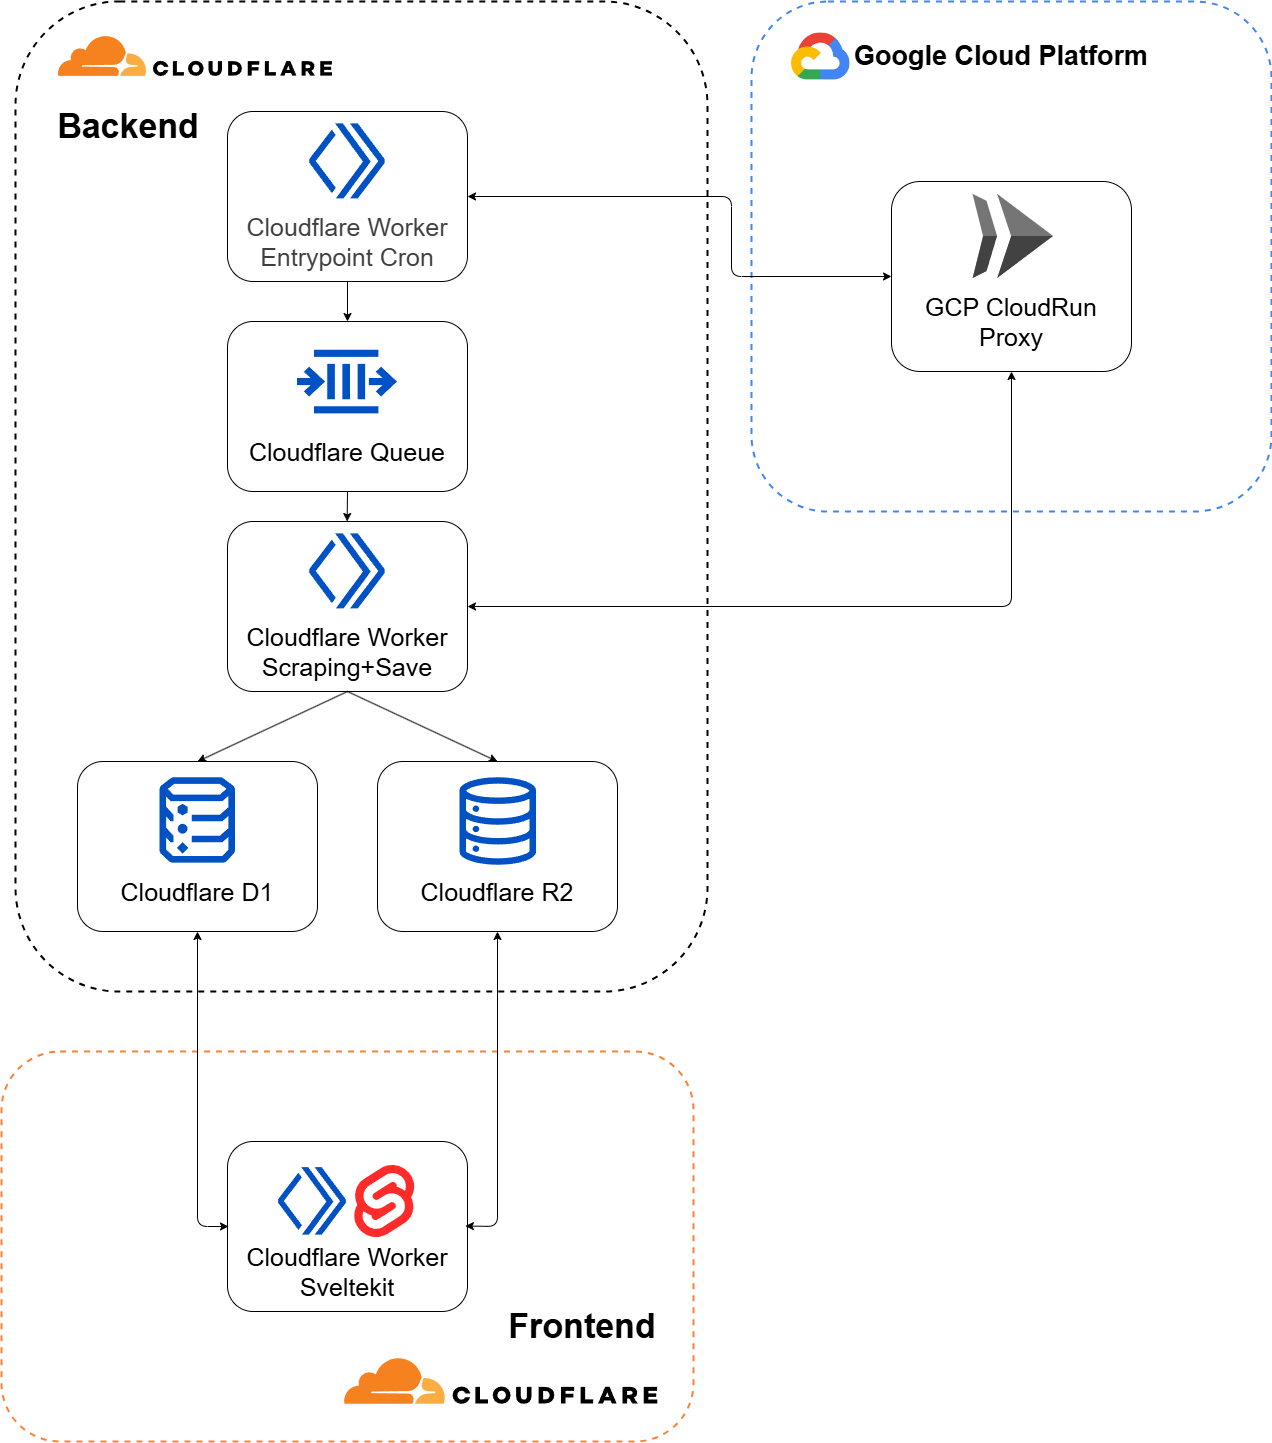 CLOUDFLARE
Backend
Google Cloud Platform
Cloudflare Worker
Entrypoint Cron
GCP CloudRun
Proxy
Cloudflare Queue
Cloudflare Worker
Scraping+Save
Cloudflare D1
Cloudflare R2
Cloudflare Worker
Sveltekit
Frontend
CLOUDFLARE